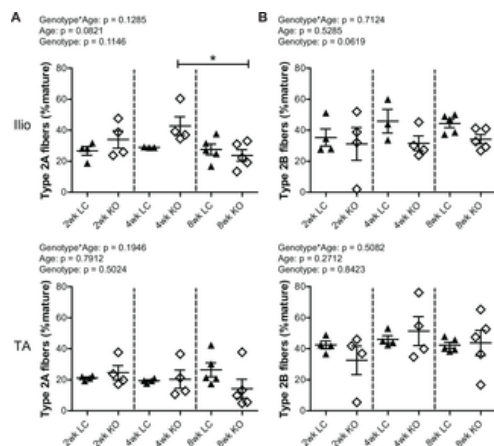 A
Genotype*Age: p = 0.1285
Age: p = 0.0821
Genotype: p = 0.1146
*
Ilio
Type 2A fibers (%mature)
80
60
40
20
0
2wk LC
2wk KO
4wk LC
4wk KO
8wk LC
8wk KO
B
Genotype*Age: p = 0.7124
Age: p = 0.5285
Genotype: p = 0.0619
Type 2B fibers (%mature)
80
60
40
20
0
2wk LC
2wk KO
4wk LC
4wk KO
8wk LC
8wk KO
Genotype*Age: p = 0.1946
Age: p = 0.7912
Genotype: p = 0.5024
TA
Type 2A fibers (%mature)
80
60
40
20
0
2wk LC
2wk KO
4wk LC
4wk KO
8wk LC
8wk KO
Genotype*Age: p = 0.5082
Age: p = 0.2712
Genotype: p = 0.8423
Type 2B fibers (%mature)
80
60
40
20
0
2wk LC
2wk KO
4wk LC
4wk KO
8wk LC
8wk KO